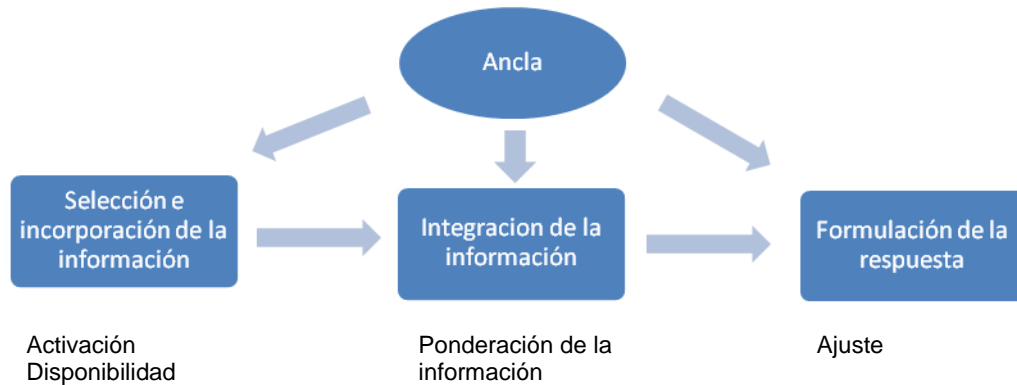 Ancla
Selección e
incorporación de la
información
Integracion de la
información
Formulación de la
respuesta
Activación
Disponibilidad
Ponderación de la
información
Ajuste